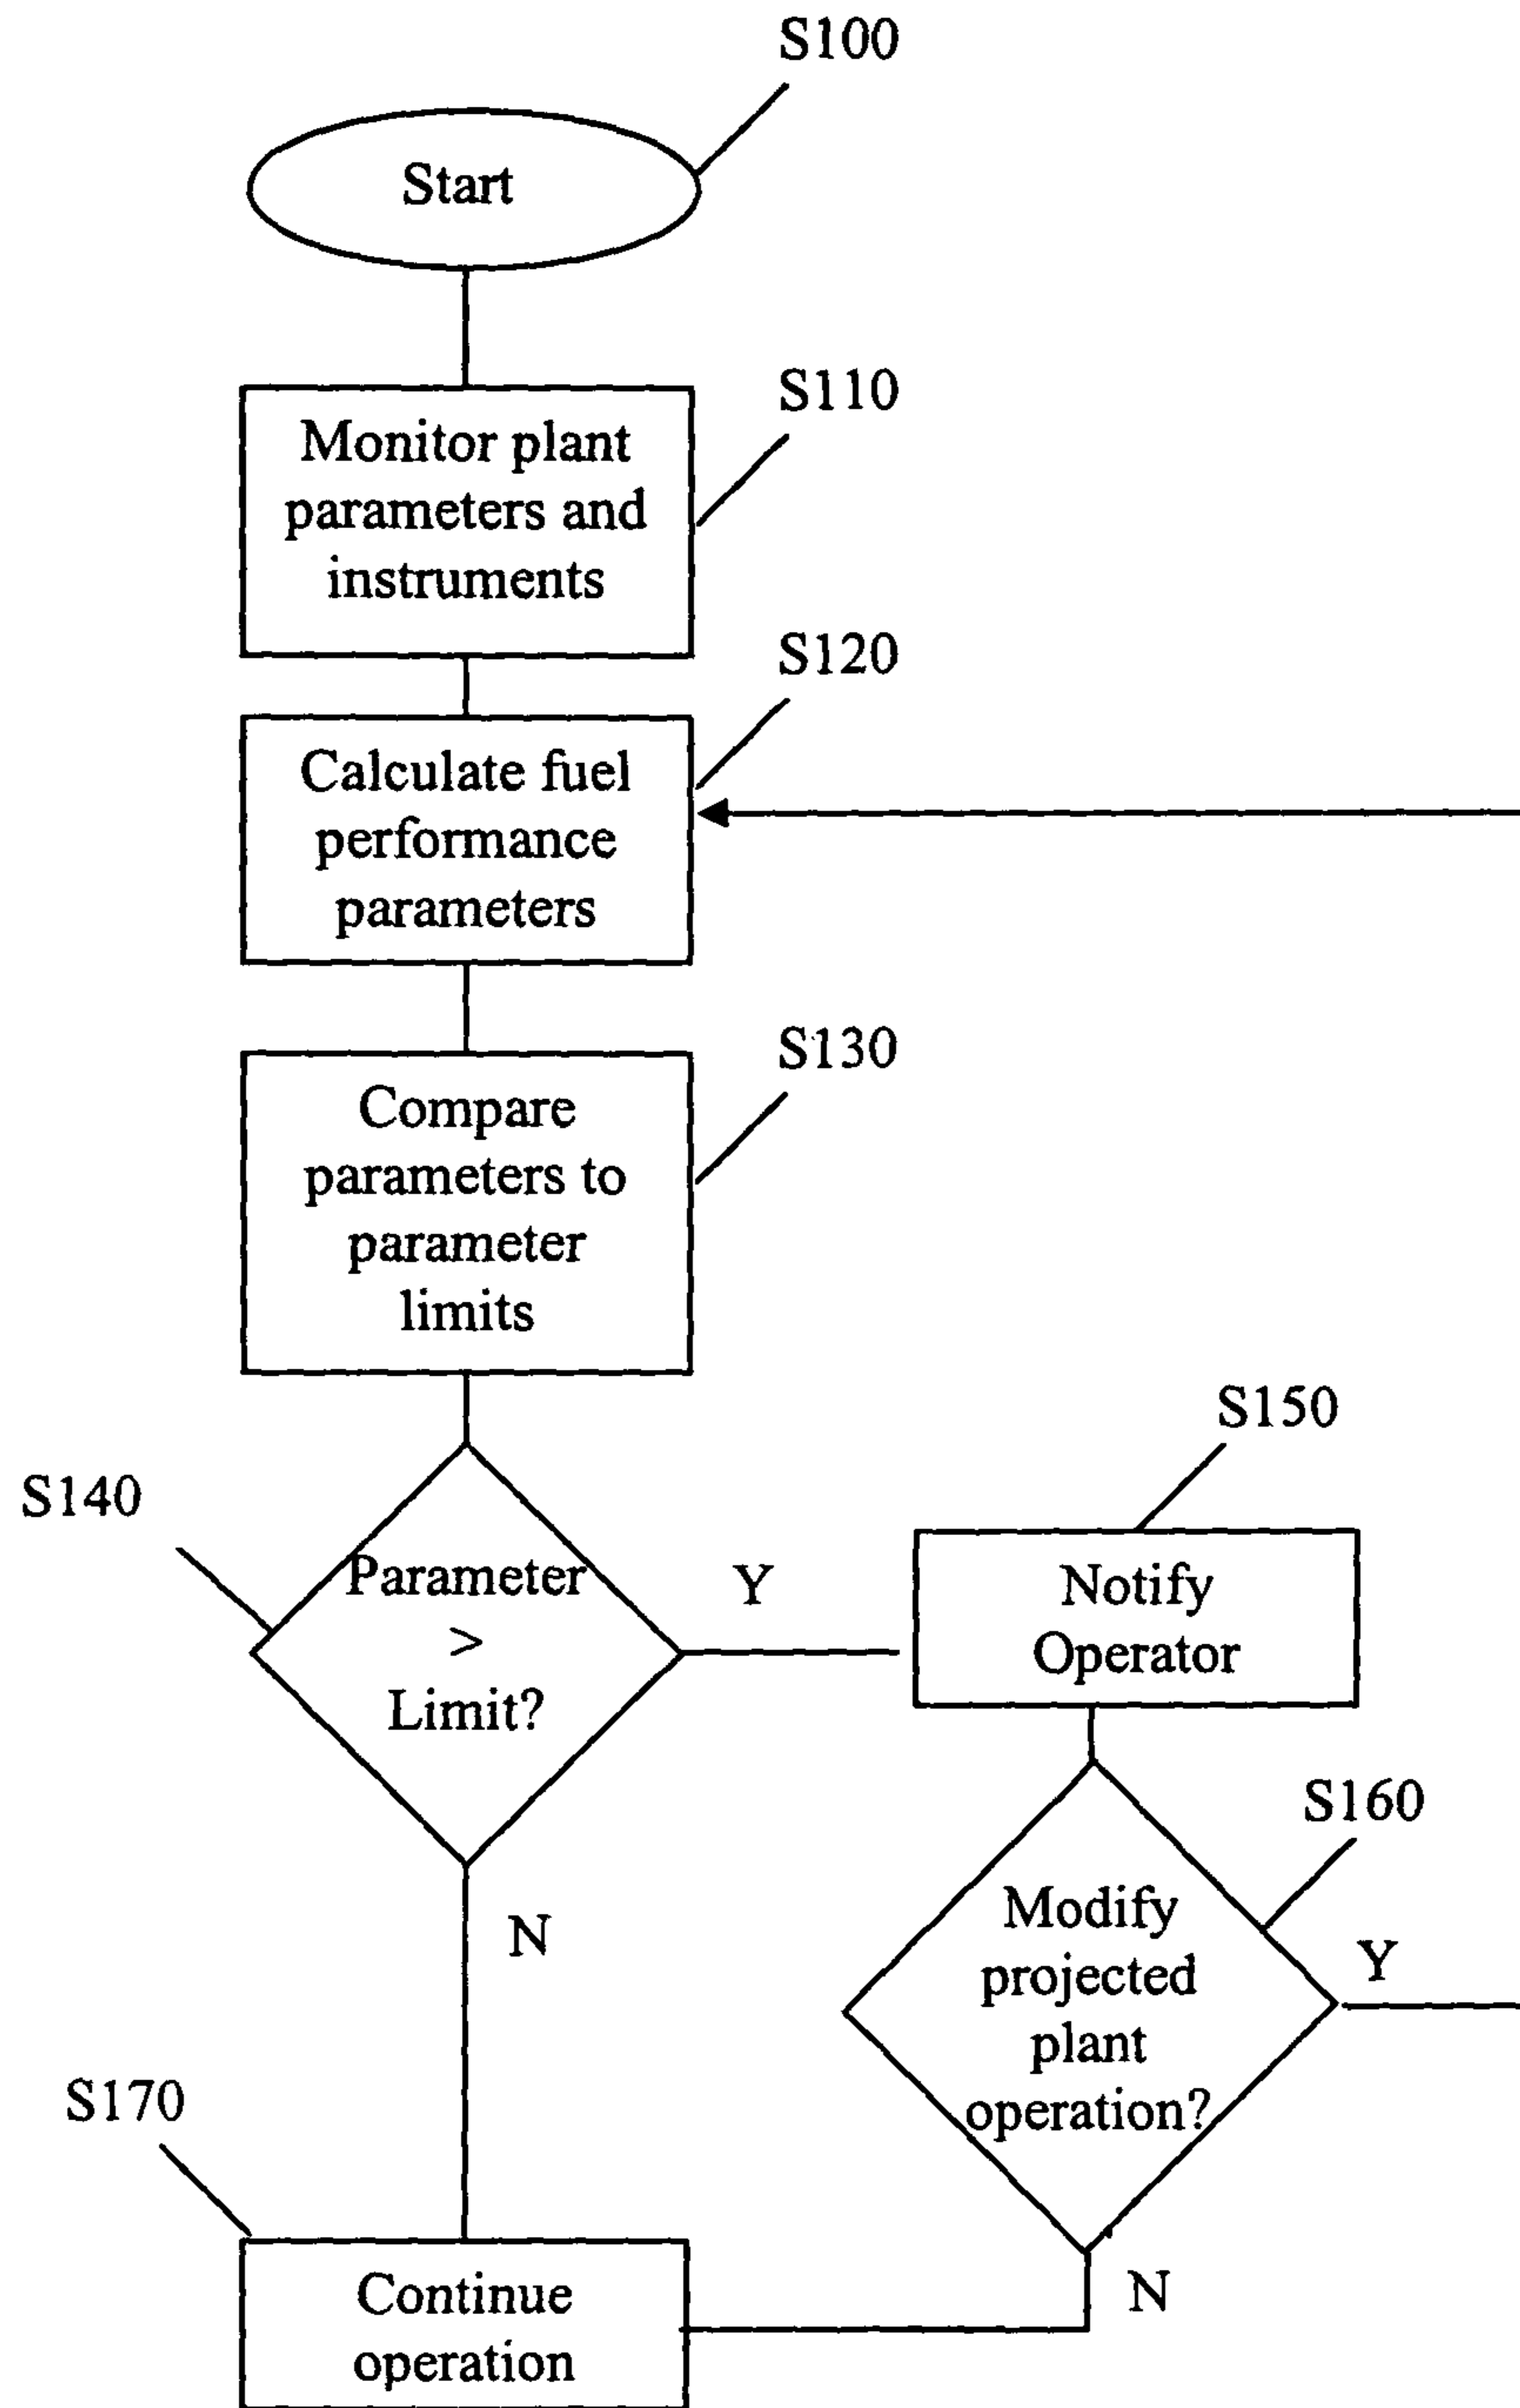 S100
Start
S110
Monitor plant
parameters and
instruments
S120
Calculate fuel
performance
parameters
S130
Compare
parameters to
parameter
limits
S140
Parameter
>
Limit?
Y
S150
Notify
Operator
S160
Modify
projected
plant
operation?
Y
N
S170
Continue
operation
N